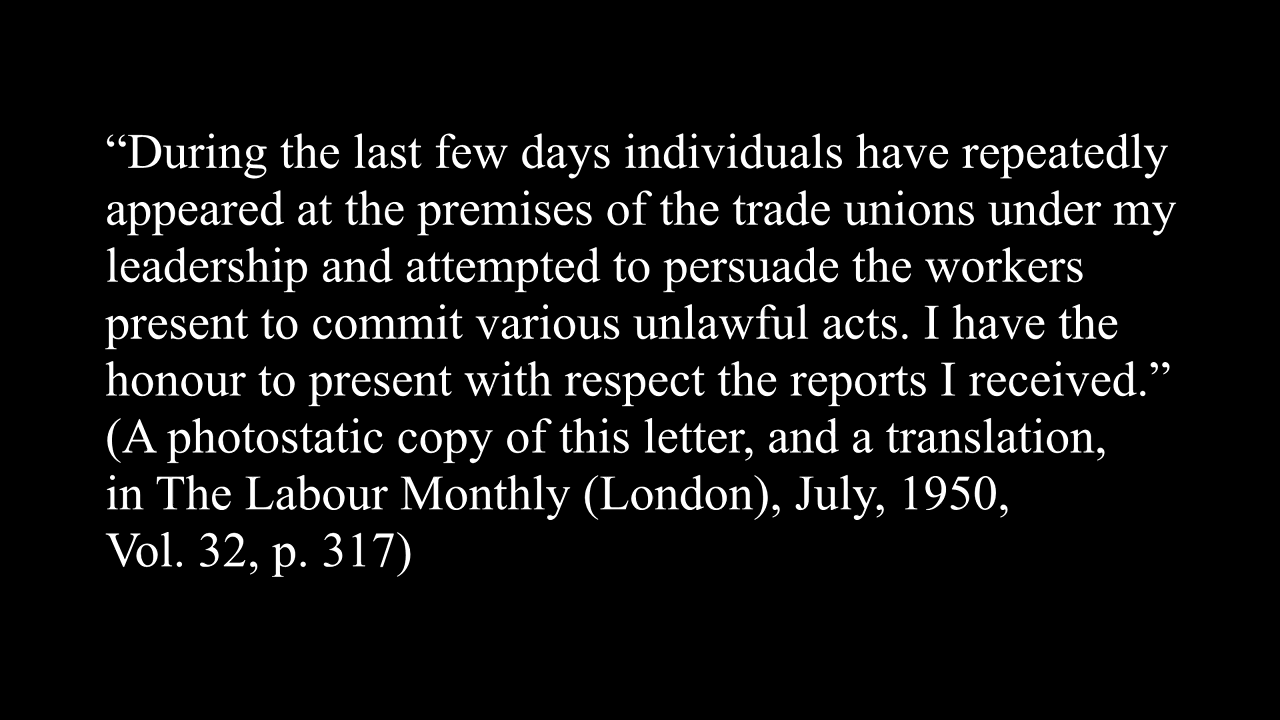 “During the last few days individuals have repeatedly
appeared at the premises of the trade unions under my
leadership and attempted to persuade the workers
present to commit various unlawful acts. I have the
honour to present with respect the reports I received.”
(A photostatic copy of this letter, and a translation,
in The Labour Monthly (London), July, 1950,
Vol. 32, p. 317)